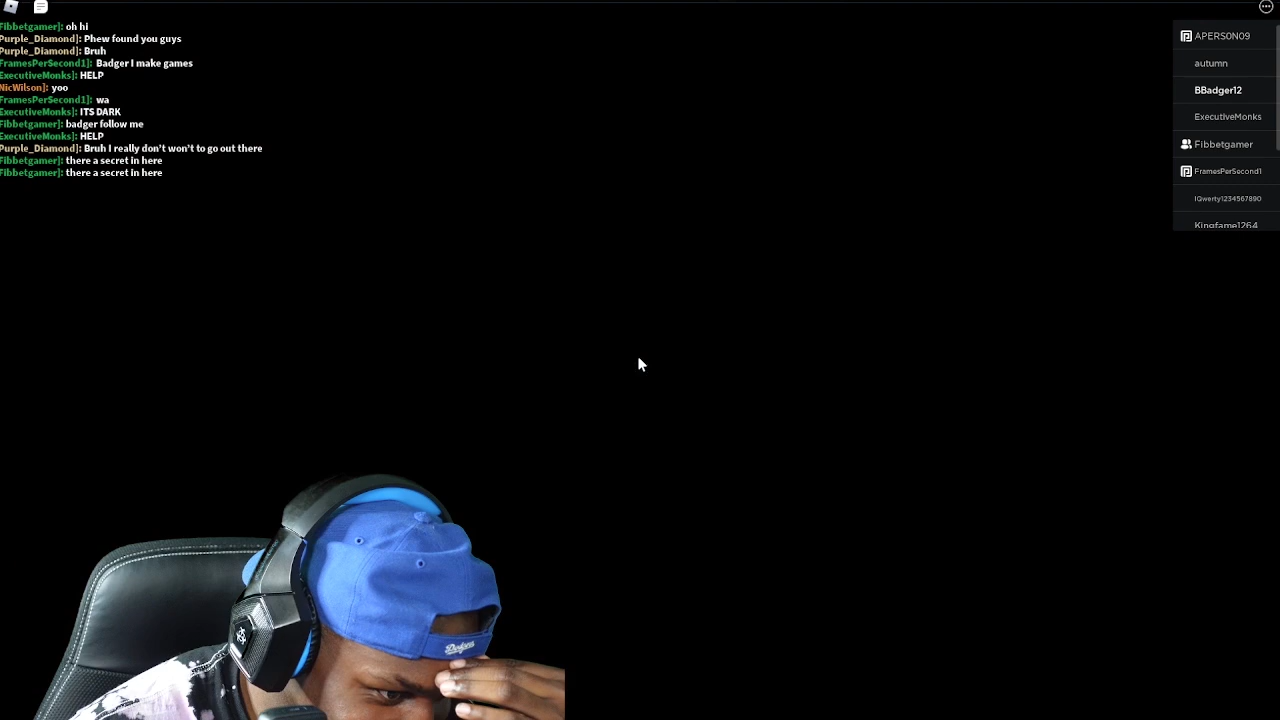 Fibbetgamer]: oh hi
Purple_Diamond]: Phew found you guys
Purple_Diamond]: Bruh
FramesPerSecond1]: Badger I make games
ExecutiveMonks]: HELP
NicWilson]: yoo
FramesPerSecond1]: wa
ExecutiveMonks]: ITS DARK
Fibbetgamer]: badger follow me
ExecutiveMonks]: HELP
Purple_Diamond]: Bruh I really don't won't to go out there
Fibbetgamer]: there a secret in here
Fibbetgamer]: there a secret in here
APERS0N09
autumn
BBadger12
ExecutiveMonks
Fibbetgamer
FramesPerSecond1
IQwerty1234567890
Kingfame1264
Dodgers